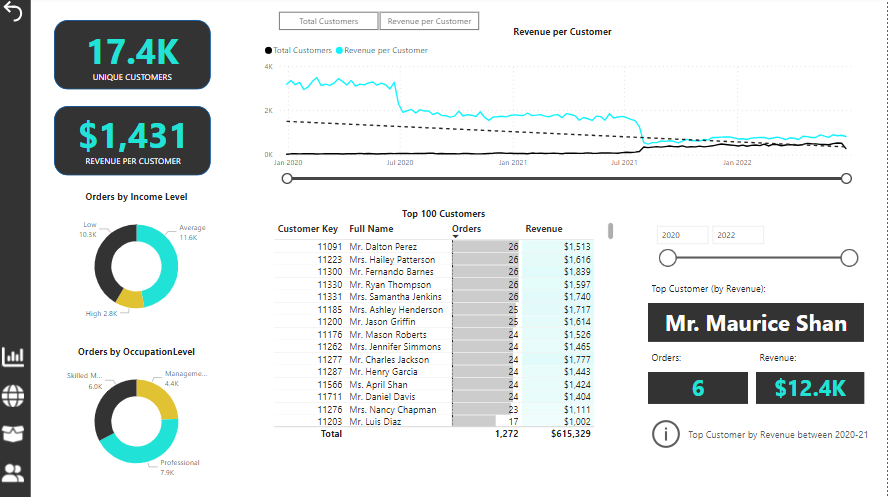 17.4K
UNIQUE CUSTOMERS
$1,431
REVENUE PER CUSTOMER
Total Customers
Revenue per Customer
Revenue per Customer
Total Customers Revenue per Customer
4K
2K
0K
Jan 2020 Jul 2020 Jan 2021 Jul 2021 Jan 2022
Orders by Income Level
Low
10.3K
Average
11.6K
High 2.8K
Orders by OccupationLevel
Skilled M...
6.0K
Manageme...
4.4K
Professional
7.9K
Top 100 Customers
Customer Key Full Name Orders Revenue
11091 Mr. Dalton Perez 26 $1,513
11223 Mrs. Hailey Patterson 26 $1,616
11300 Mr. Fernando Barnes 26 $1,839
11330 Mr. Ryan Thompson 26 $1,597
11331 Mrs. Samantha Jenkins 26 $1,740
11185 Mrs. Ashley Henderson 25 $1,717
11200 Mr. Jason Griffin 25 $1,614
11176 Mr. Mason Roberts 24 $1,526
11262 Mrs. Jennifer Simmons 24 $1,465
11277 Mr. Charles Jackson 24 $1,777
11287 Mr. Henry Garcia 24 $1,443
11566 Ms. April Shan 24 $1,424
11711 Mr. Daniel Davis 24 $1,404
11276 Mrs. Nancy Chapman 23 $1,111
11203 Mr. Luis Diaz 17 $1,002
Total 1,272 $615,329
2020 2022
Top Customer (by Revenue):
Mr. Maurice Shan
Orders: Revenue:
6 $12.4K
Top Customer by Revenue between 2020-21